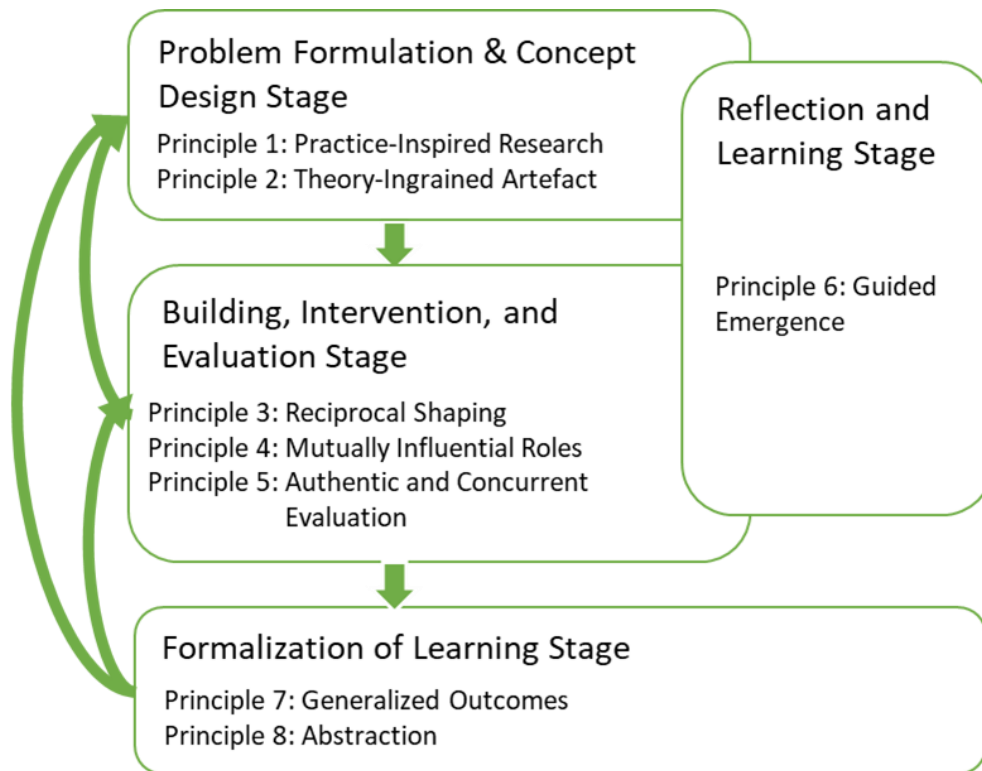 Problem Formulation & Concept
Design Stage
Principle 1: Practice-Inspired Research
Principle 2: Theory-Ingrained Artefact
Reflection and
Learning Stage
Principle 6: Guided
Emergence
Building, Intervention, and
Evaluation Stage
Principle 3: Reciprocal Shaping
Principle 4: Mutually Influential Roles
Principle 5: Authentic and Concurrent
Evaluation
Formalization of Learning Stage
Principle 7: Generalized Outcomes
Principle 8: Abstraction